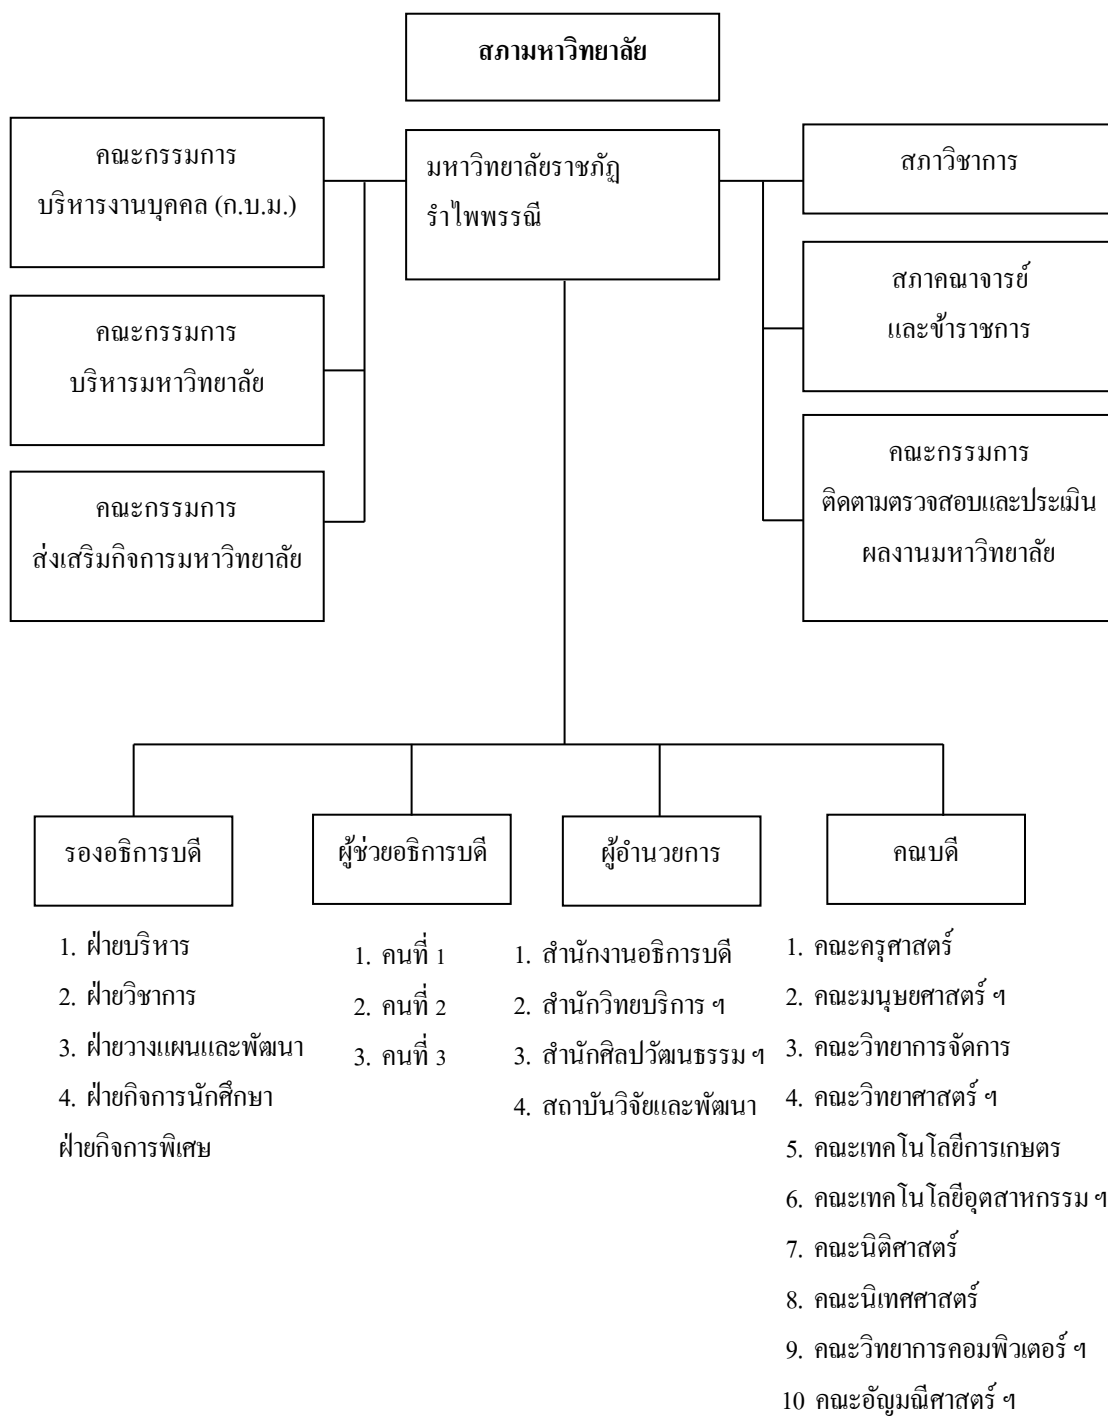 สภามหาวิทยาลัย
คณะกรรมการ
บริหารงานบุคคล (ก.บ.ม.)
มหาวิทยาลัยราชภัฏ
รำไพพรรณี
สภาวิชาการ
สภาคณาจารย์
และข้าราชการ
คณะกรรมการ
บริหารมหาวิทยาลัย
คณะกรรมการ
ติดตามตรวจสอบและประเมิน
ผลงานมหาวิทยาลัย
คณะกรรมการ
ส่งเสริมกิจการมหาวิทยาลัย
รองอธิการบดี
1. ฝ่ายบริหาร
2. ฝ่ายวิชาการ
3. ฝ่ายวางแผนและพัฒนา
4. ฝ่ายกิจการนักศึกษา
ฝ่ายกิจการพิเศษ
ผู้ช่วยอธิการบดี
1. คนที่ 1
2. คนที่ 2
3. คนที่ 3
ผู้อำนวยการ
1. สำนักงานอธิการบดี
2. สำนักวิทยบริการ ฯ
3. สำนักศิลปวัฒนธรรม ฯ
4. สถาบันวิจัยและพัฒนา
คณบดี
1. คณะครุศาสตร์
2. คณะมนุษยศาสตร์ ฯ
3. คณะวิทยาการจัดการ
4. คณะวิทยาศาสตร์ ฯ
5. คณะเทคโนโลยีการเกษตร
6. คณะเทคโนโลยีอุตสาหกรรม ฯ
7. คณะนิติศาสตร์
8. คณะนิเทศศาสตร์
9. คณะวิทยาการคอมพิวเตอร์ ฯ
10 คณะอัญมณีศาสตร์ ฯ